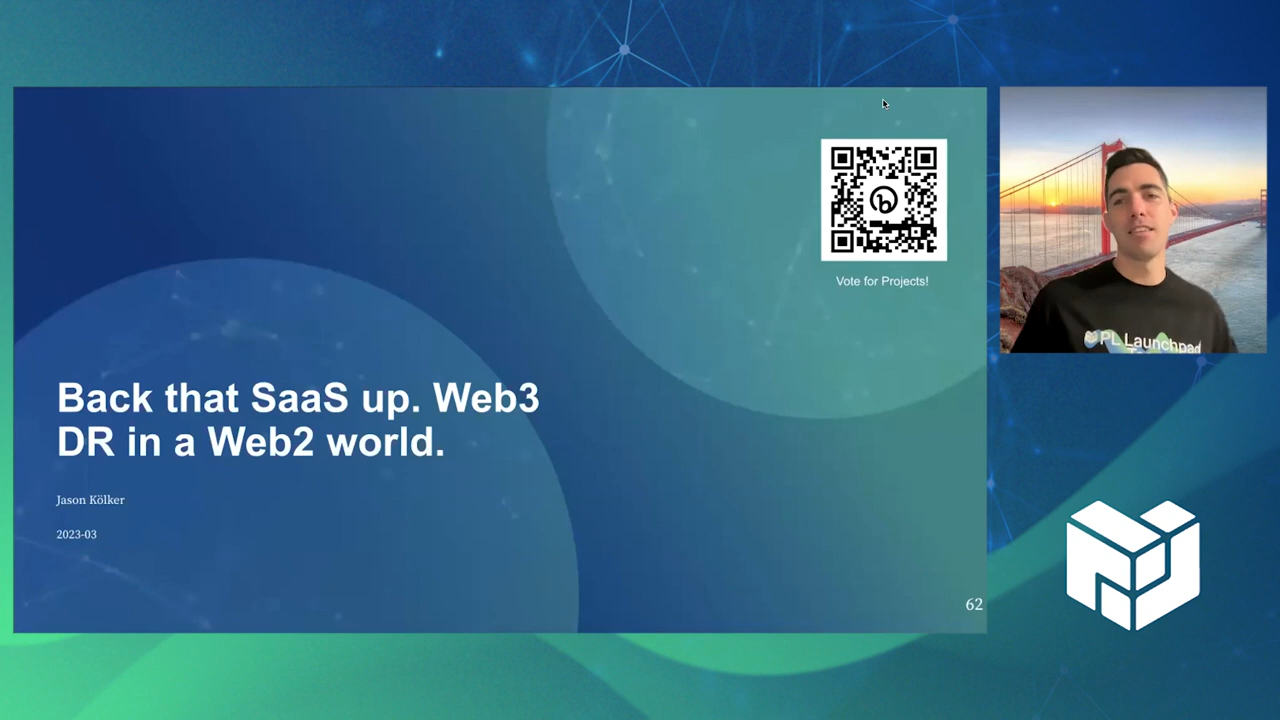 Vote for Projects!
Back that SaaS up. Web3
DR in a Web2 world.
Jason Kölker
2023-03
62
PL Launchpad